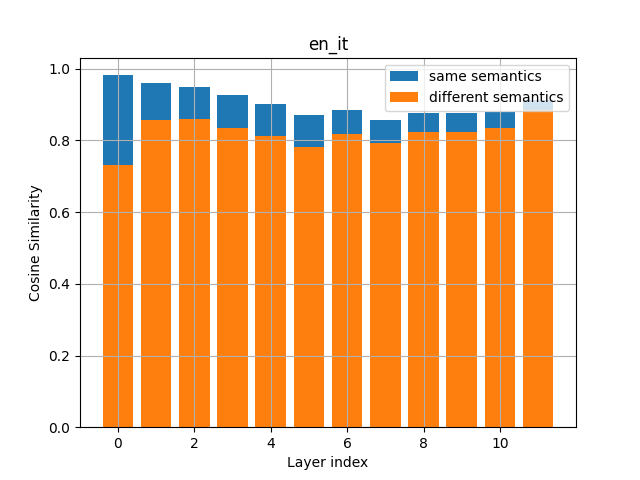 en_it
same semantics
different semantics
1.0
0.8
0.6
0.4
0.2
0.0
Cosine Similarity
0 2 4 6 8 10
Layer index